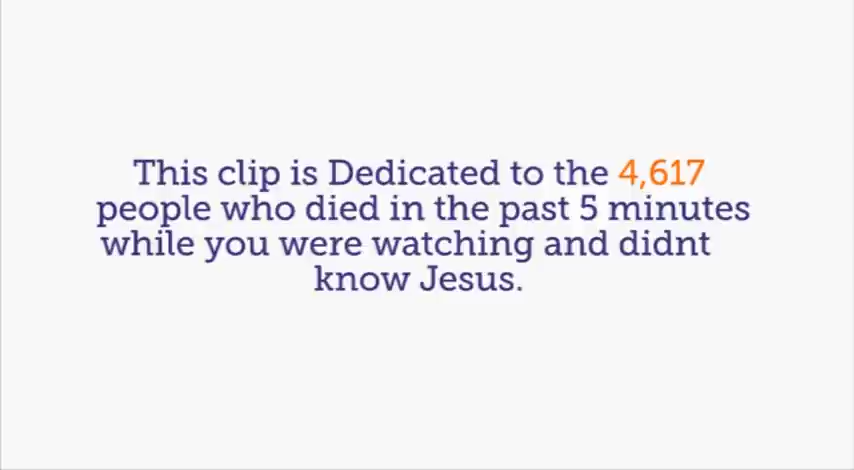 This clip is Dedicated to the 4,617
people who died in the past 5 minutes
while you were watching and didnt
know Jesus.